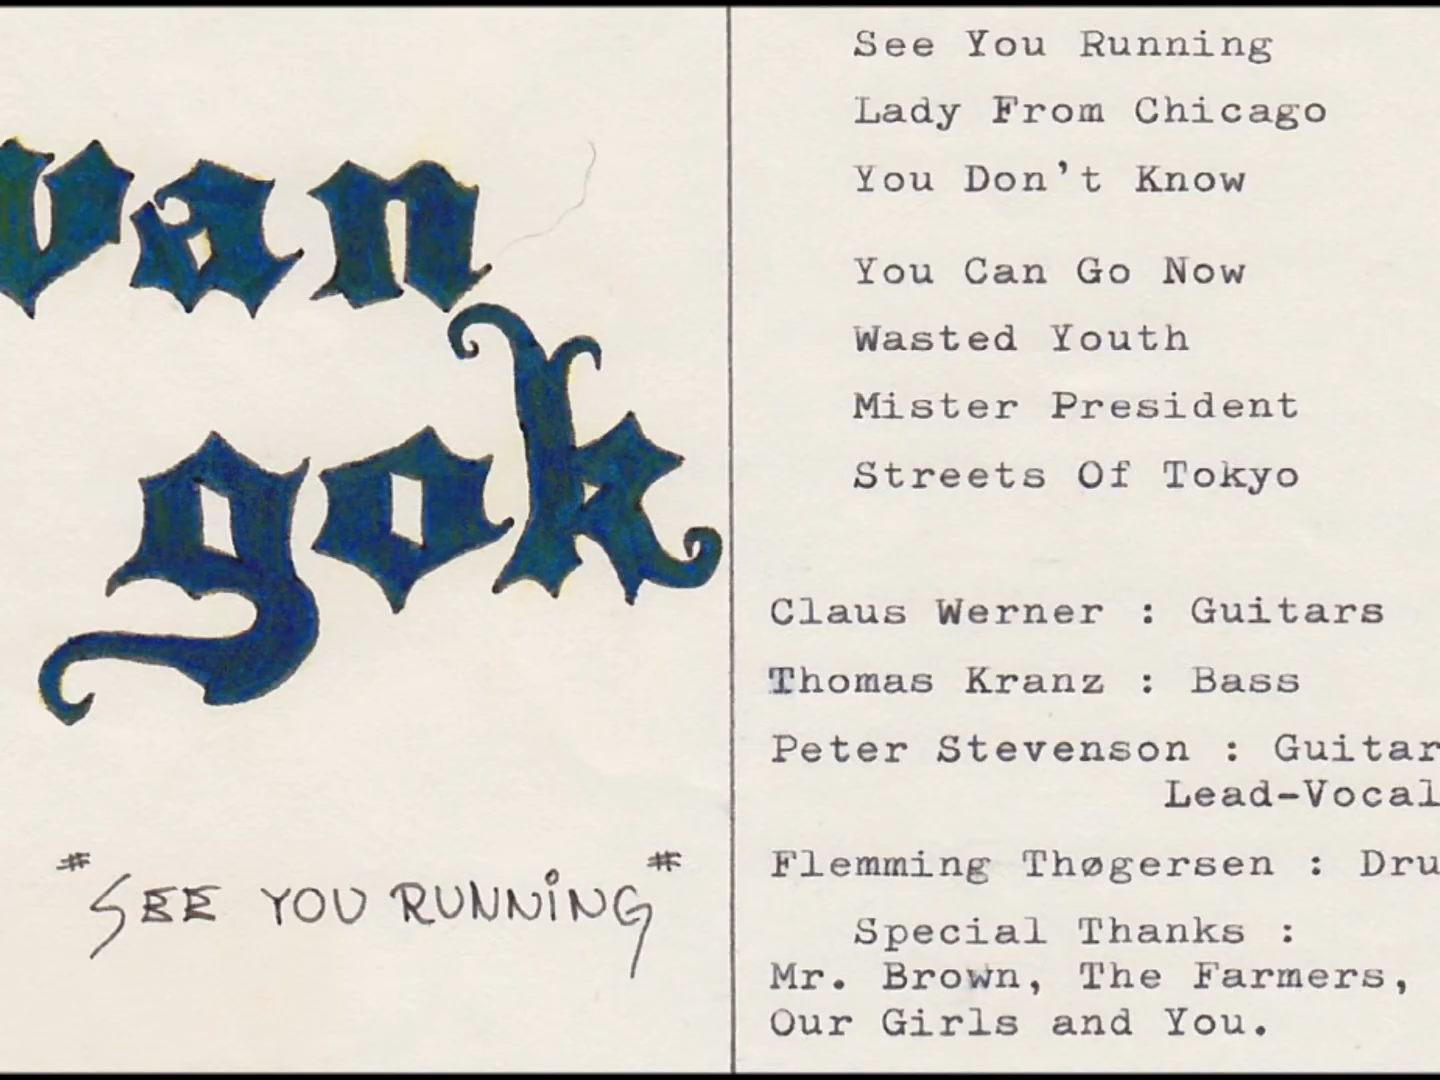 van
gok
"SEE YOU RUNNING"
See You Running
Lady From Chicago
You Don't Know
You Can Go Now
Wasted Youth
Mister President
Streets Of Tokyo
Claus Werner : Guitars
Thomas Kranz : Bass
Peter Stevenson : Guitar
Lead-Vocal
Flemming Thøgersen : Dru
Special Thanks :
Mr. Brown, The Farmers,
Our Girls and You.